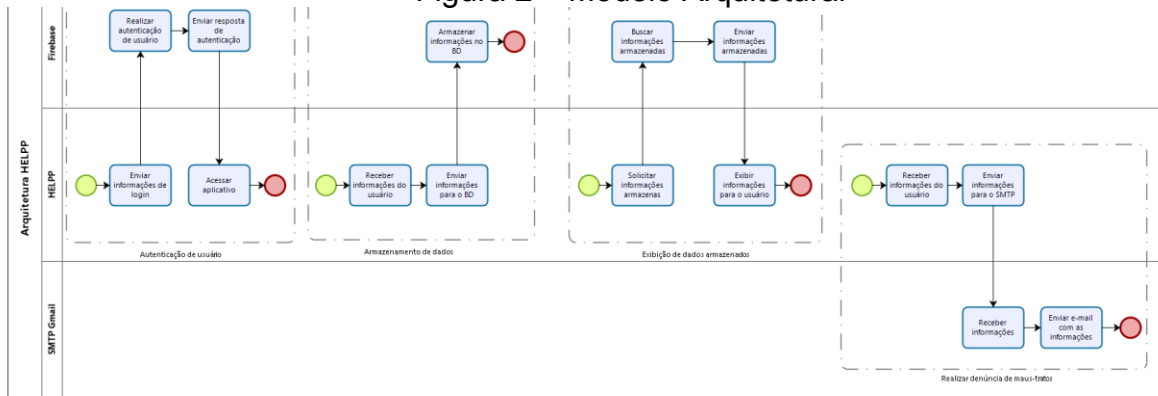 Figura 2 – Modelo Arquitetural
Arquitetura HELPP
Firebase
Realizar
autenticação
de usuário
Enviar resposta
de
autenticação
Armazenar
informações no
BD
Buscar
informações
armazenadas
Enviar
informações
armazenadas
HELPP
Enviar
informações de
login
Acessar
aplicativo
Receber
informações do
usuário
Enviar
informações
para o BD
Solicitar
informações
armazenas
Exibir
informações
para o usuário
Receber
informações do
usuário
Enviar
informações
para o SMTP
Autenticação de usuário
Armazenamento de dados
Exibição de dados armazenados
SMTP Gmail
Receber
informações
Enviar e-mail
com as
informações
Realizar denúncia de maus-tratos